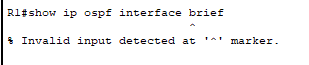 R1#show ip ospf interface brief
^
% Invalid input detected at '^' marker.